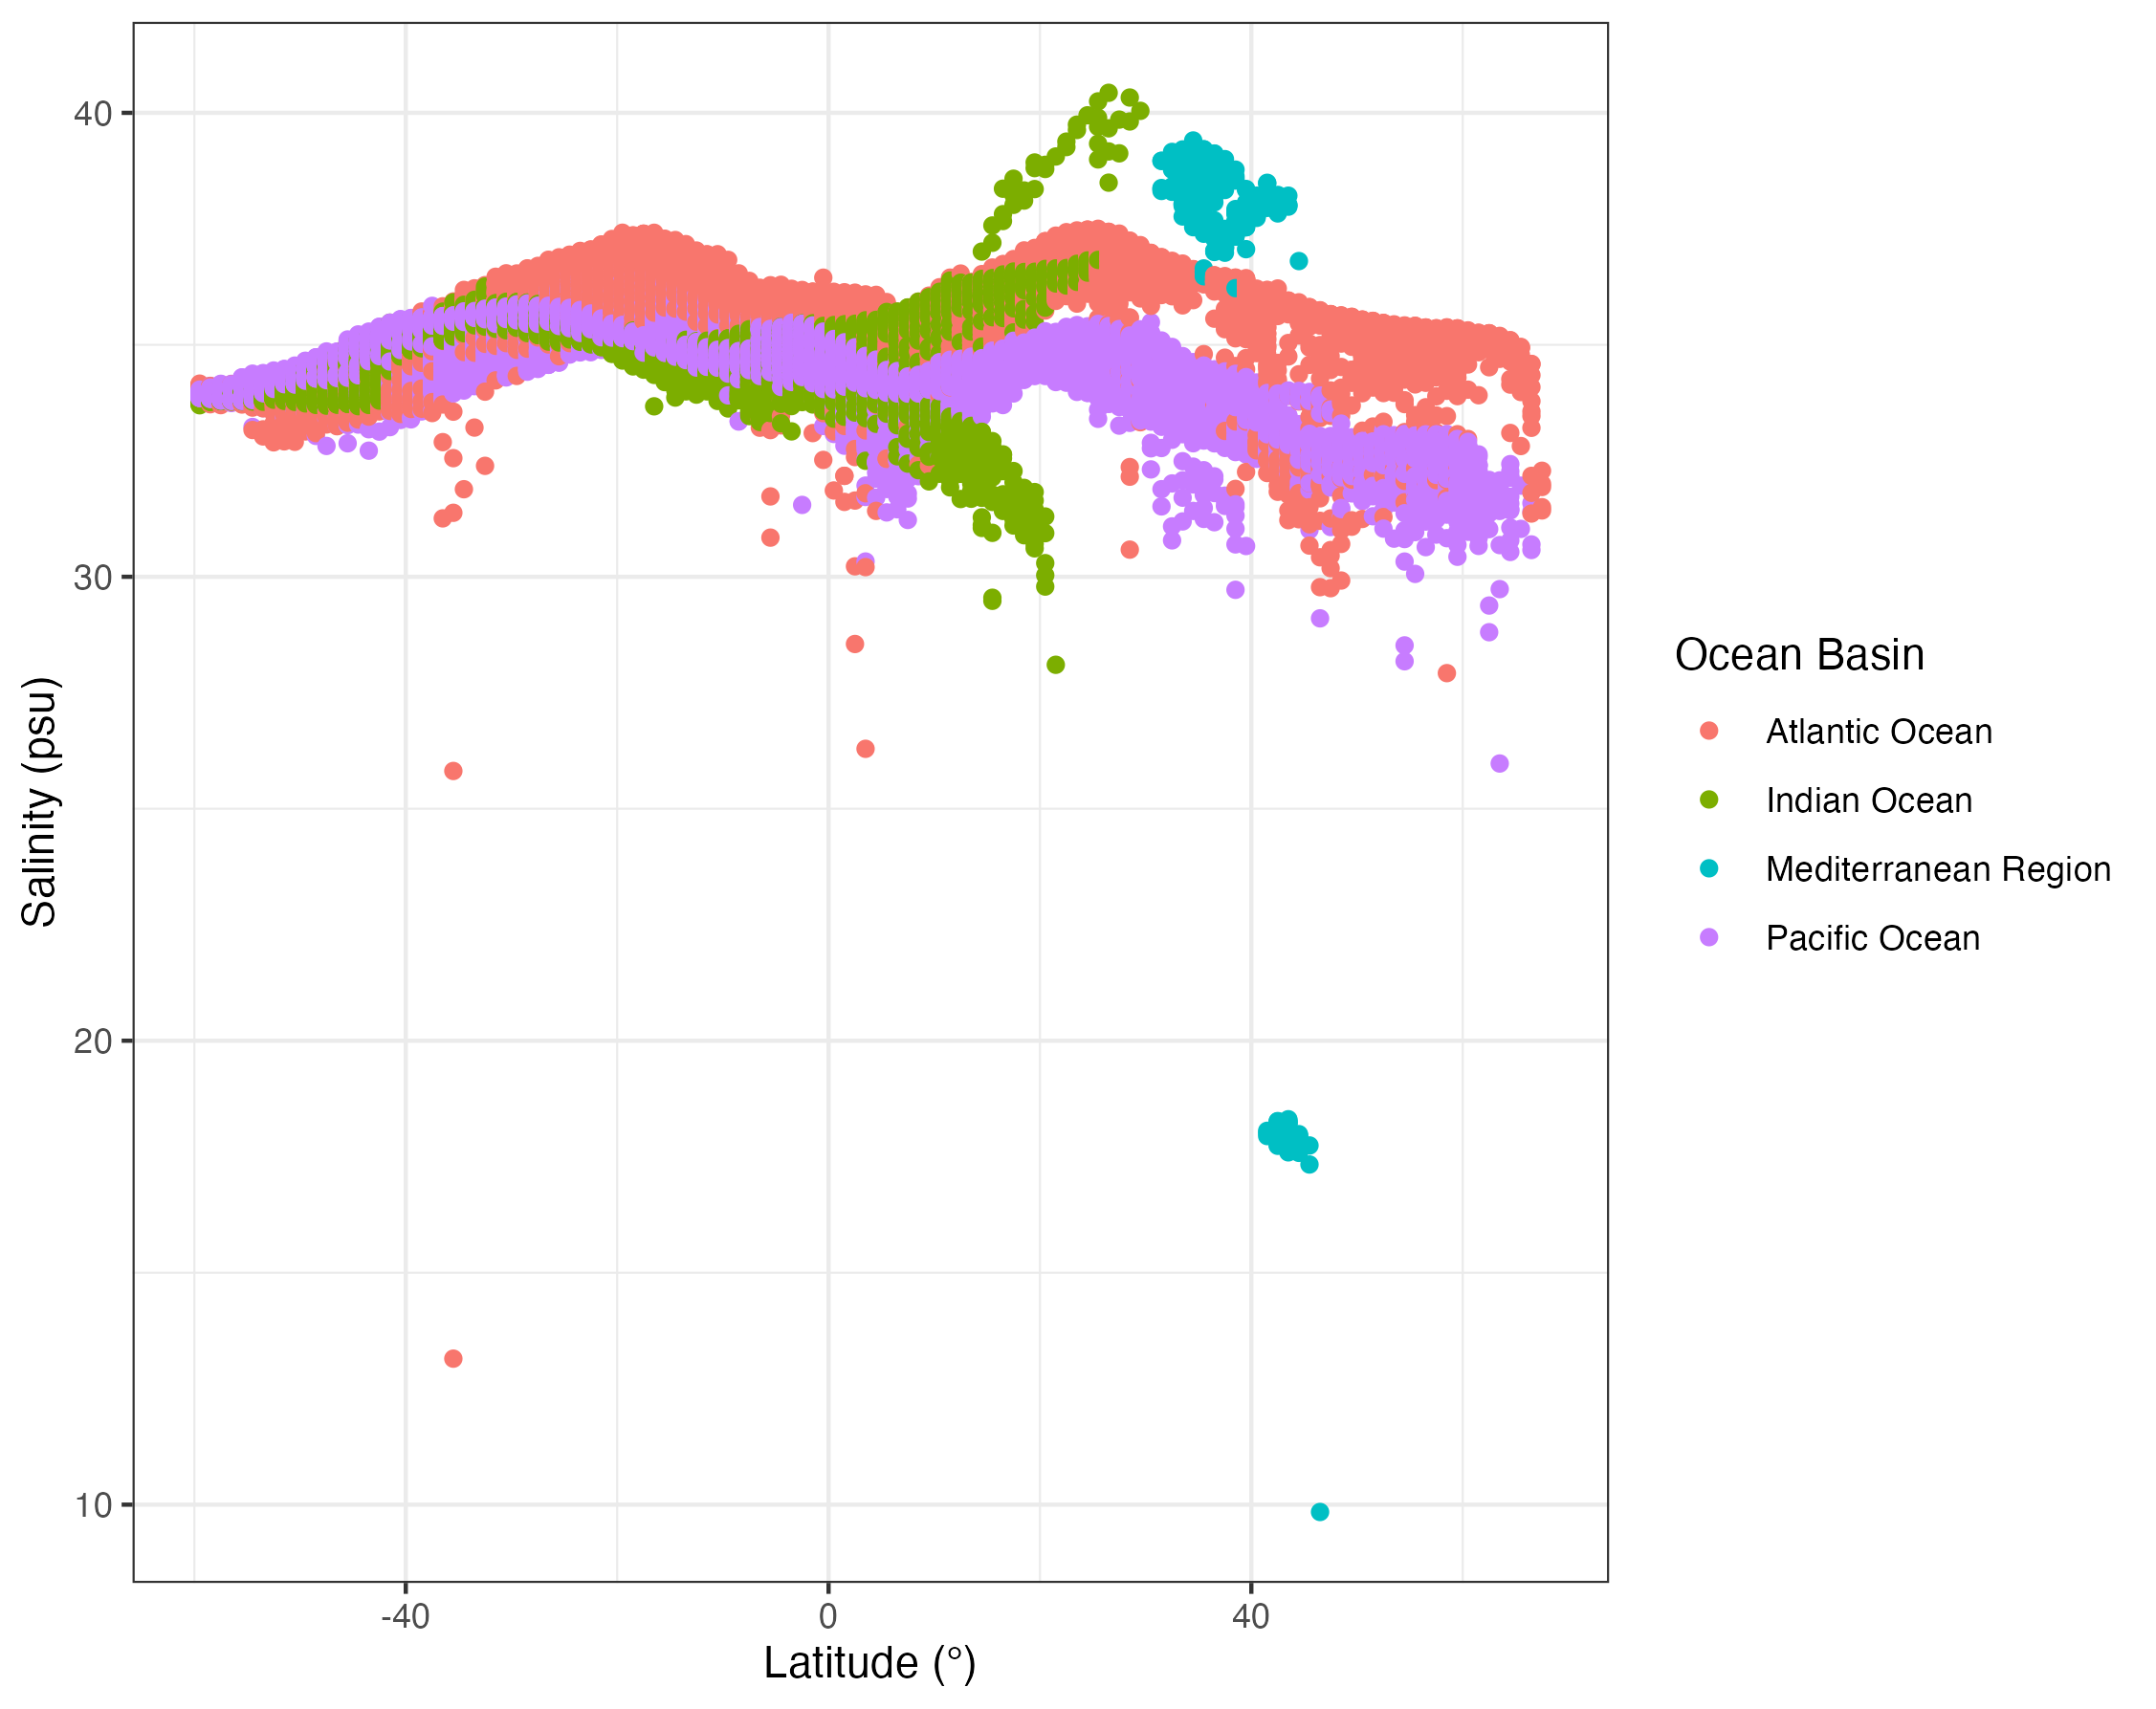 40
30
20
10
Salinity (psu)
-40
0
40
Latitude (°)
Ocean Basin
Atlantic Ocean
Indian Ocean
Mediterranean Region
Pacific Ocean